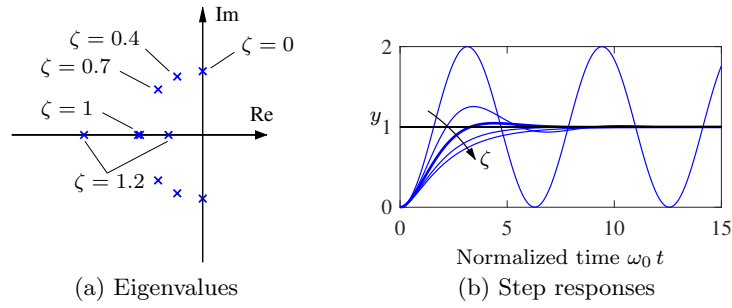 Im
ζ = 0.4
ζ = 0
ζ = 0.7
ζ = 1
Re
ζ = 1.2
(a) Eigenvalues
2
y 1
ζ
0
0 5 10 15
Normalized time ω₀ t
(b) Step responses